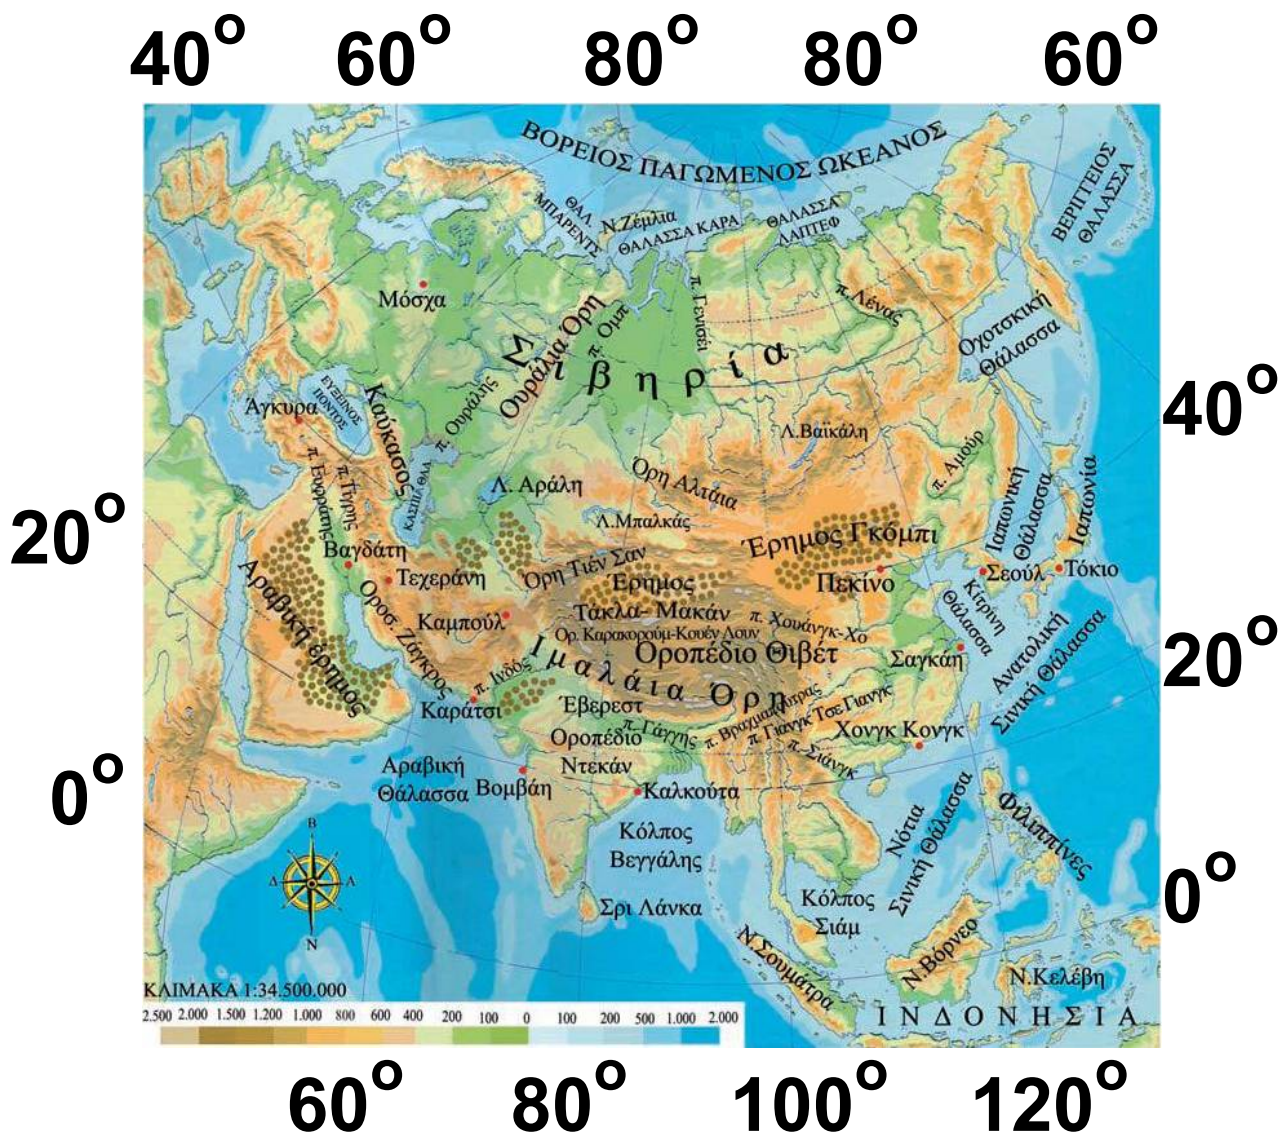 40° 60° 80° 80° 60°
ΒΟΡΕΙΟΣ ΠΑΓΩΜΕΝΟΣ ΩΚΕΑΝΟΣ
ΒΕΡΙΓΓΕΙΟΣ
ΘΑΛΑΣΣΑ
ΘΑΛ.
ΜΠΑΡΕΝΤΣ
Ν.Ζέμλια
ΘΑΛΑΣΣΑ ΚΑΡΑ
ΘΑΛΑΣΣΑ
ΛΑΠΤΕΦ
Μόσχα
Ουράλια Όρη
π. Ομπ
π. Γενισέι
π.Λένας
Οχοτσκική
Θάλασσα
Σιβηρία
π. Ουράλης
ΕΥΞΕΙΝΟΣ
ΠΟΝΤΟΣ
Καύκασος
Άγκυρα
40°
Λ.Βαϊκάλη
π. Αμούρ
π. Ευφράτης
π. Τίγρης
ΚΑΣΠΙΑ ΘΑΛ
Λ. Αράλη
Όρη Αλτάια
Ιαπωνική
Θάλασσα
Ιαπωνία
20°
Λ.Μπαλκάς
Έρημος Γκόμπι
Βαγδάτη
Τεχεράνη
Όρη Τιέν Σαν
Έρημος
Τάκλα- Μακάν
Πεκίνο
Σεούλ
Τόκιο
Αραβική έρημος
Οροσ. Ζάγκρος
Καμπούλ
Ορ. Καρακορούμ-Κουέν Λουν
π. Χουάνγκ-Χο
Κίτρινη
Θάλασσα
Οροπέδιο Θιβέτ
Σαγκάη
Ανατολική
Σινική Θάλασσα
20°
Ιμαλάια Όρη
π. Ινδός
Καράτσι
Έβερεστ
π. Γάγγης
π. Βραχμαπούτρας
π Γιανγκ Τσε Γιανγκ
π. Σιάνγκ
Χονγκ Κονγκ
Οροπέδιο
Ντεκάν
0°
Αραβική
Θάλασσα
Βομβάη
Καλκούτα
Κόλπος
Βεγγάλης
Νότια
Σινική Θάλασσα
Φιλιππίνες
Β
Δ Α
Ν
Σρι Λάνκα
Κόλπος
Σιάμ
0°
Ν.Σουμάτρα
Ν.Βόρνεο
Ν.Κελέβη
ΙΝΔΟΝΗΣΙΑ
ΚΛΙΜΑΚΑ 1:34.500.000
2.500 2.000 1.500 1.200 1.000 800 600 400 200 100 0 100 200 500 1.000 2.000
60° 80° 100° 120°